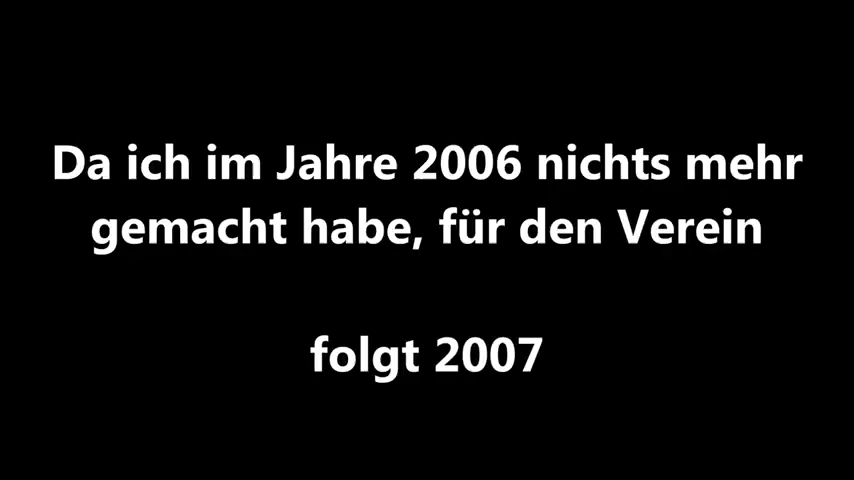 Da ich im Jahre 2006 nichts mehr
gemacht habe, für den Verein
folgt 2007